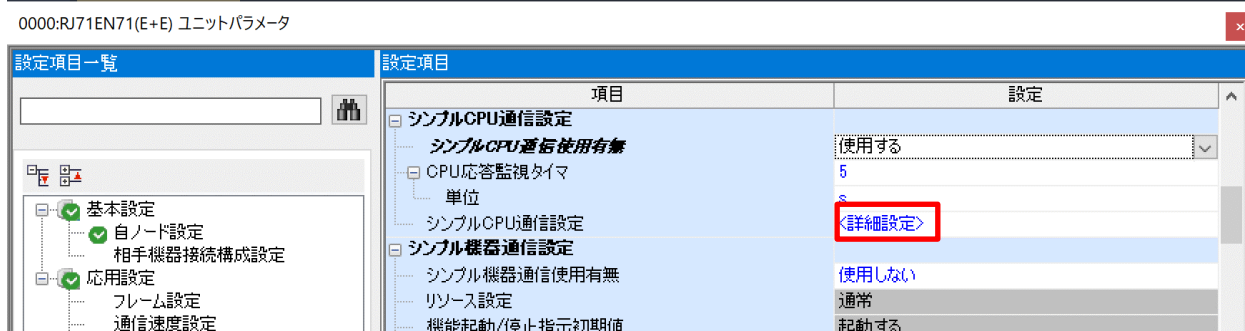 0000:RJ71EN71(E+E) ユニットパラメータ
設定項目一覧
設定項目
項目
設定
シンプルCPU通信設定
シンプルCPU通信使用有無
使用する
CPU応答監視タイマ
5
単位
s
シンプルCPU通信設定
<詳細設定>
シンプル機器通信設定
シンプル機器通信使用有無
使用しない
リソース設定
通常
機能起動/停止指示初期値
起動する
基本設定
自ノード設定
相手機器接続構成設定
応用設定
フレーム設定
通信速度設定